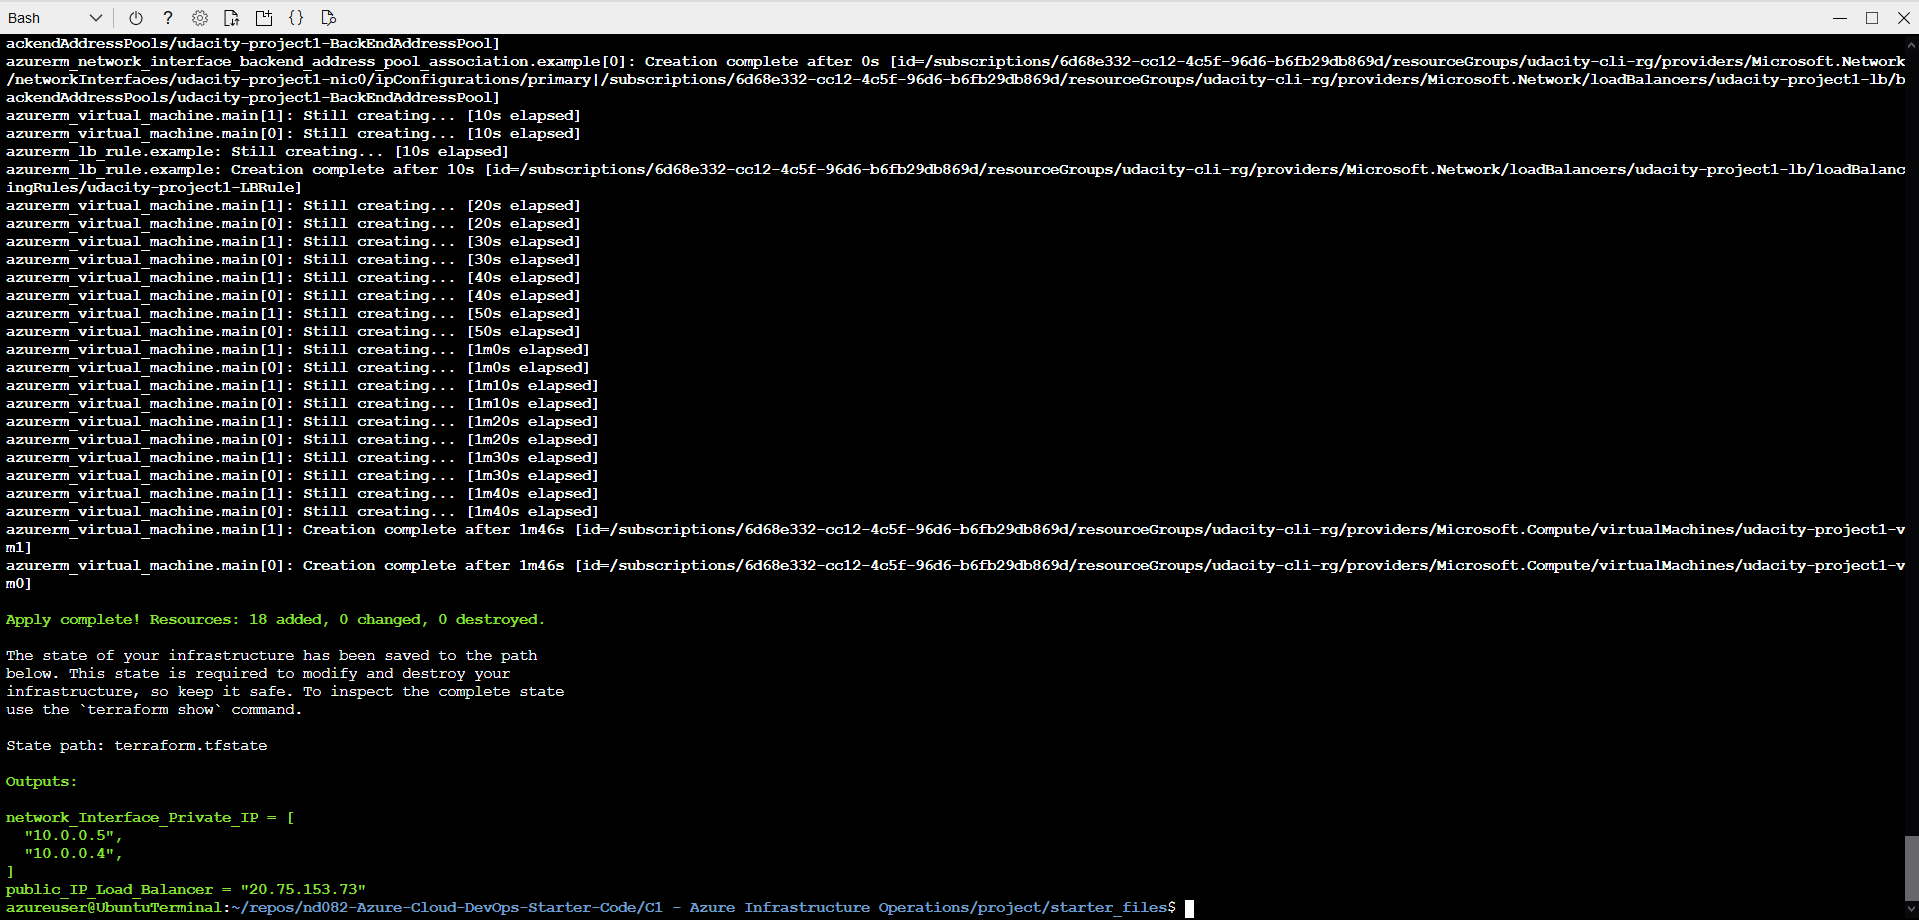 Bash
ackendAddressPools/udacity-project1-BackEndAddressPool]
azurerm_network_interface_backend_address_pool_association.example[0]: Creation complete after 0s [id=/subscriptions/6d68e332-cc12-4c5f-96d6-b6fb29db869d/resourceGroups/udacity-cli-rg/providers/Microsoft.Network
/networkInterfaces/udacity-project1-nic0/ipConfigurations/primary|/subscriptions/6d68e332-cc12-4c5f-96d6-b6fb29db869d/resourceGroups/udacity-cli-rg/providers/Microsoft.Network/loadBalancers/udacity-project1-lb/b
ackendAddressPools/udacity-project1-BackEndAddressPool]
azurerm_virtual_machine.main[1]: Still creating... [10s elapsed]
azurerm_virtual_machine.main[0]: Still creating... [10s elapsed]
azurerm_lb_rule.example: Still creating... [10s elapsed]
azurerm_lb_rule.example: Creation complete after 10s [id=/subscriptions/6d68e332-cc12-4c5f-96d6-b6fb29db869d/resourceGroups/udacity-cli-rg/providers/Microsoft.Network/loadBalancers/udacity-project1-lb/loadBalanc
ingRules/udacity-project1-LBRule]
azurerm_virtual_machine.main[1]: Still creating... [20s elapsed]
azurerm_virtual_machine.main[0]: Still creating... [20s elapsed]
azurerm_virtual_machine.main[1]: Still creating... [30s elapsed]
azurerm_virtual_machine.main[0]: Still creating... [30s elapsed]
azurerm_virtual_machine.main[1]: Still creating... [40s elapsed]
azurerm_virtual_machine.main[0]: Still creating... [40s elapsed]
azurerm_virtual_machine.main[1]: Still creating... [50s elapsed]
azurerm_virtual_machine.main[0]: Still creating... [50s elapsed]
azurerm_virtual_machine.main[1]: Still creating... [1m0s elapsed]
azurerm_virtual_machine.main[0]: Still creating... [1m0s elapsed]
azurerm_virtual_machine.main[1]: Still creating... [1m10s elapsed]
azurerm_virtual_machine.main[0]: Still creating... [1m10s elapsed]
azurerm_virtual_machine.main[1]: Still creating... [1m20s elapsed]
azurerm_virtual_machine.main[0]: Still creating... [1m20s elapsed]
azurerm_virtual_machine.main[1]: Still creating... [1m30s elapsed]
azurerm_virtual_machine.main[0]: Still creating... [1m30s elapsed]
azurerm_virtual_machine.main[1]: Still creating... [1m40s elapsed]
azurerm_virtual_machine.main[0]: Still creating... [1m40s elapsed]
azurerm_virtual_machine.main[1]: Creation complete after 1m46s [id=/subscriptions/6d68e332-cc12-4c5f-96d6-b6fb29db869d/resourceGroups/udacity-cli-rg/providers/Microsoft.Compute/virtualMachines/udacity-project1-v
m1]
azurerm_virtual_machine.main[0]: Creation complete after 1m46s [id=/subscriptions/6d68e332-cc12-4c5f-96d6-b6fb29db869d/resourceGroups/udacity-cli-rg/providers/Microsoft.Compute/virtualMachines/udacity-project1-v
m0]
Apply complete! Resources: 18 added, 0 changed, 0 destroyed.
The state of your infrastructure has been saved to the path
below. This state is required to modify and destroy your
infrastructure, so keep it safe. To inspect the complete state
use the `terraform show` command.
State path: terraform.tfstate
Outputs:
network_Interface_Private_IP = [
"10.0.0.5",
"10.0.0.4",
]
public_IP_Load_Balancer = "20.75.153.73"
azureuser@UbuntuTerminal:~/repos/nd082-Azure-Cloud-DevOps-Starter-Code/C1 - Azure Infrastructure Operations/project/starter_files$